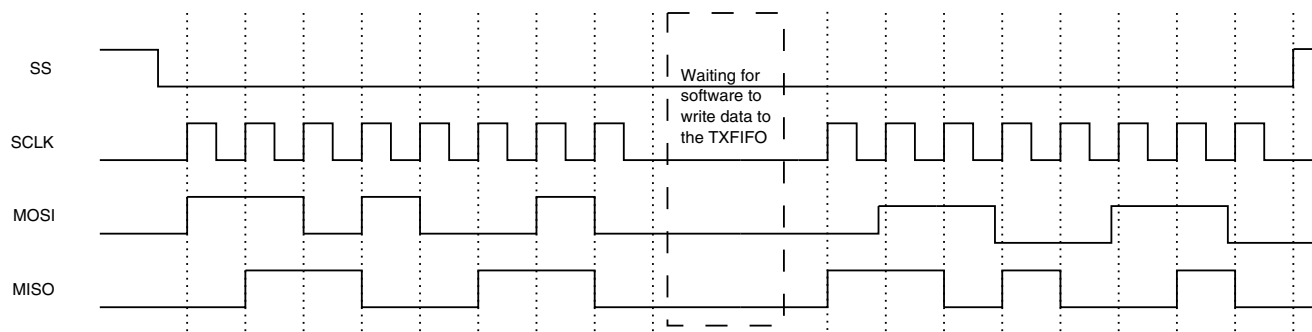 SS
Waiting for
software to
write data to
the TXFIFO
SCLK
MOSI
MISO